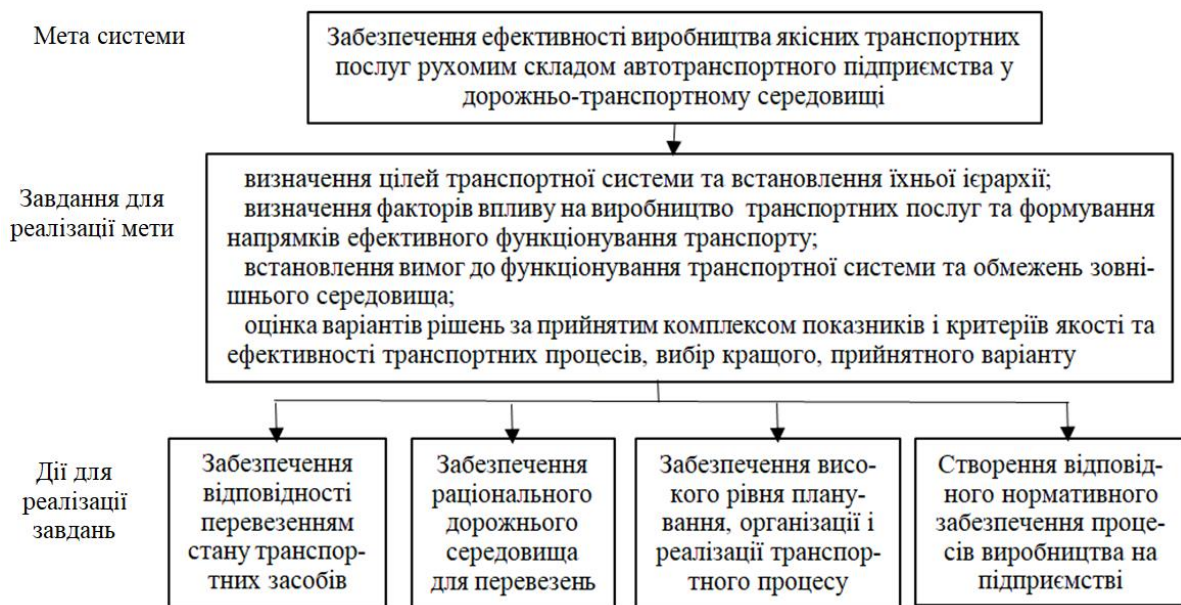 Мета системи
Забезпечення ефективності виробництва якісних транспортних
послуг рухомим складом автотранспортного підприємства у
дорожньо-транспортному середовищі
Завдання для
реалізації мети
визначення цілей транспортної системи та встановлення їхньої ієрархії;
визначення факторів впливу на виробництво транспортних послуг та формування
напрямків ефективного функціонування транспорту;
встановлення вимог до функціонування транспортної системи та обмежень зовні-
шнього середовища;
оцінка варіантів рішень за прийнятим комплексом показників і критеріїв якості та
ефективності транспортних процесів, вибір кращого, прийнятного варіанту
Дії для
реалізації
завдань
Забезпечення
відповідності
перевезенням
стану транспор-
тних засобів
Забезпечення
раціонального
дорожнього
середовища
для перевезень
Забезпечення висо-
кого рівня плану-
вання, організації і
реалізації транспор-
тного процесу
Створення відповід-
ного нормативного
забезпечення проце-
сів виробництва на
підприємстві